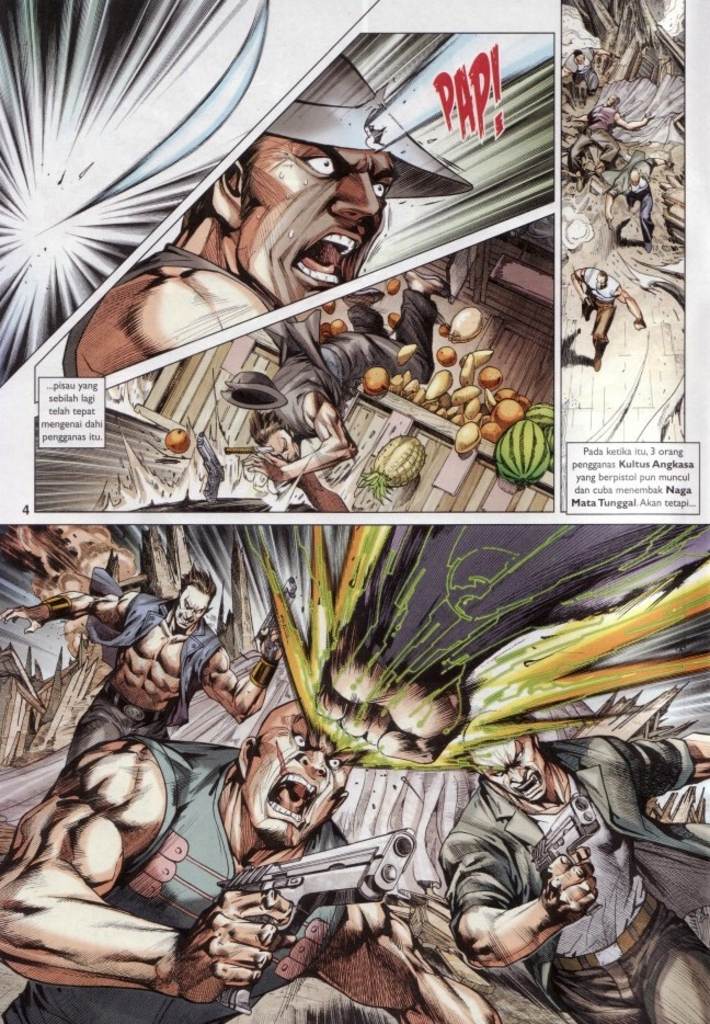 PAP!
...pisau yang
sebilah lagi
telah tepat
mengenai dahi
pengganas itu.
Pada ketika itu, 3 orang
pengganas Kultus Angkasa
yang berpistol pun muncul
dan cuba menembak Naga
Mata Tunggal. Akan tetapi...
4